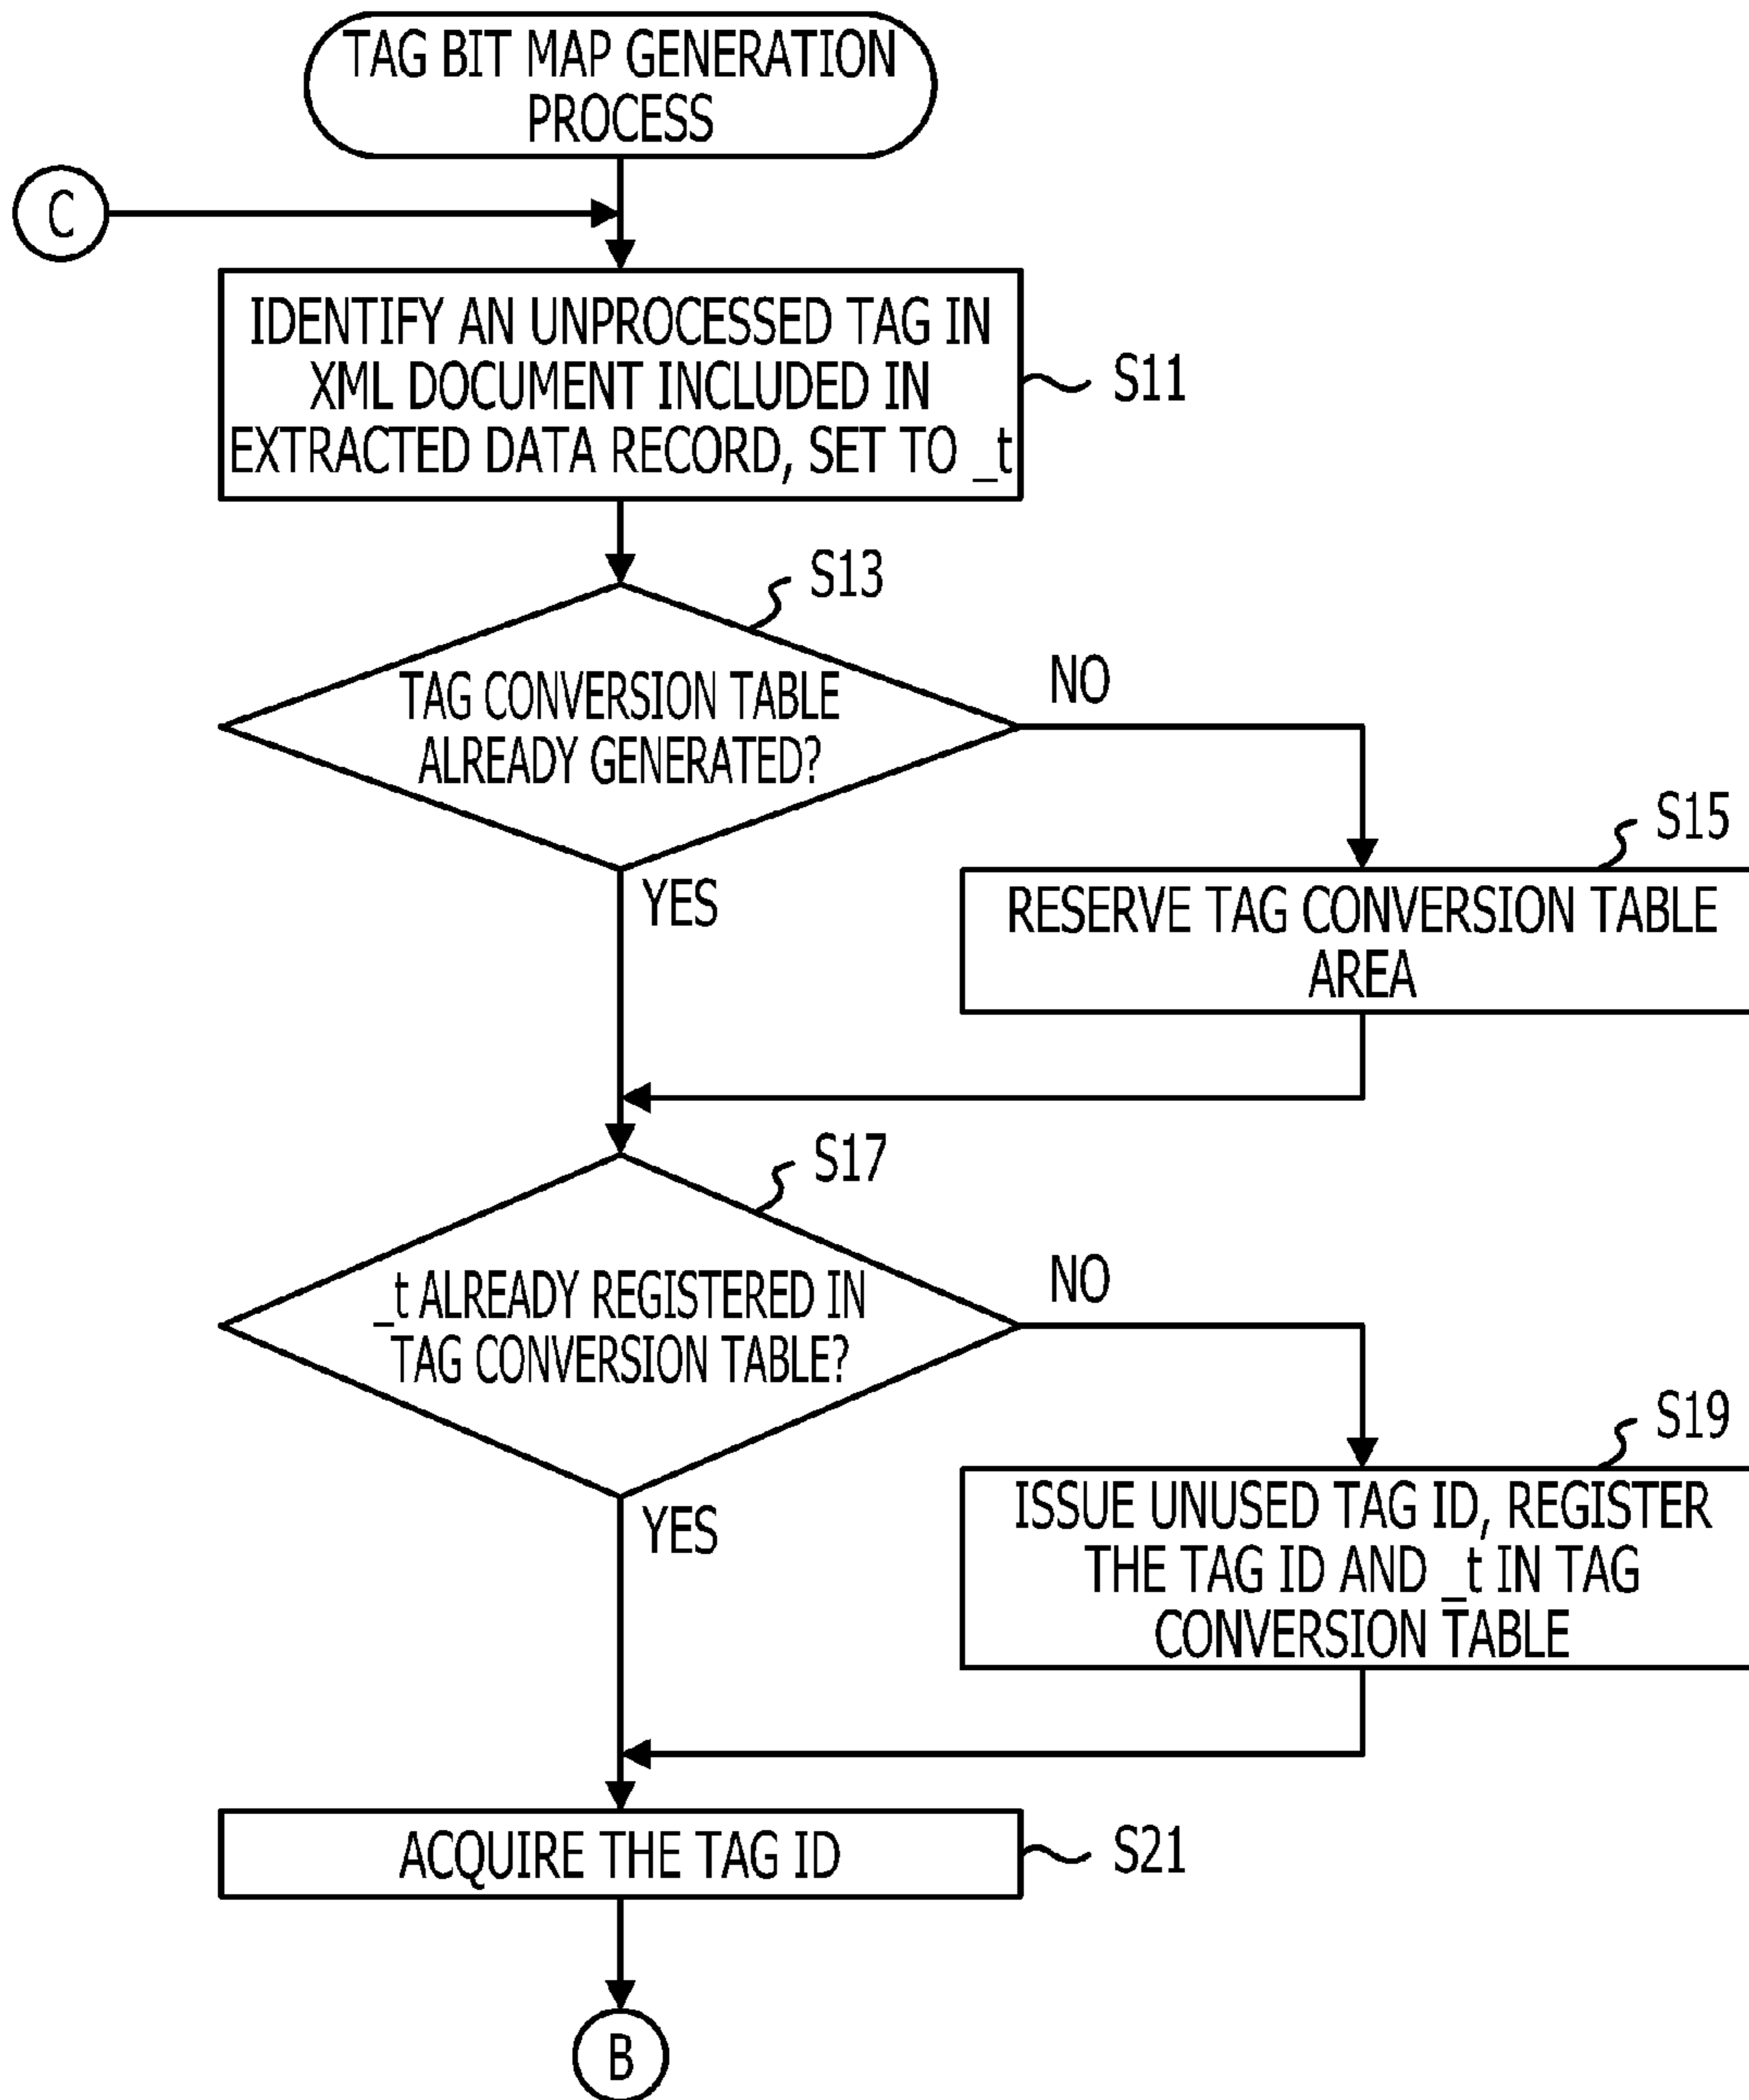 TAG BIT MAP GENERATION
PROCESS
C
IDENTIFY AN UNPROCESSED TAG IN
XML DOCUMENT INCLUDED IN
EXTRACTED DATA RECORD, SET TO _t
S11
S13
TAG CONVERSION TABLE
ALREADY GENERATED?
NO
YES
S15
RESERVE TAG CONVERSION TABLE
AREA
S17
_t ALREADY REGISTERED IN
TAG CONVERSION TABLE?
NO
YES
S19
ISSUE UNUSED TAG ID, REGISTER
THE TAG ID AND _t IN TAG
CONVERSION TABLE
ACQUIRE THE TAG ID
S21
B